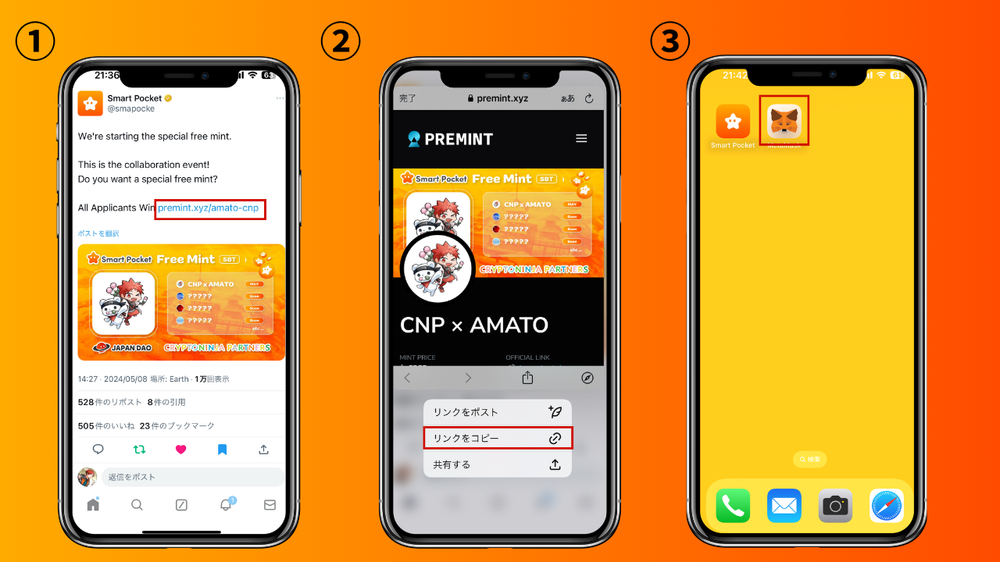 ①
21:36
63
Smart Pocket
@smapocke
We're starting the special free mint.
This is the collaboration event!
Do you want a special free mint?
All Applicants Win premint.xyz/amato-cnp
ポストを翻訳
Smart Pocket Free Mint SBT
CNP x AMATO MAY
????? Soon
????? Soon
????? Soon
etc...
JAPAN DAO CRYPTONINJA PARTNERS
14:27 · 2024/05/08 場所: Earth · 1万回表示
528件のリポスト 8件の引用
505件のいいね 23件のブックマーク
返信をポスト
1
②
完了 premint.xyz ああ
PREMINT
Smart Pocket Free Mint SBT
CNP x AMATO MAY
????? Soon
????? Soon
????? Soon
etc...
CRYPTONINJA PARTNERS
CNP × AMATO
MINT PRICE OFFICIAL LINK
リンクをポスト
リンクをコピー
共有する
③
21:42
61
Smart Pocket MetaMask
検索